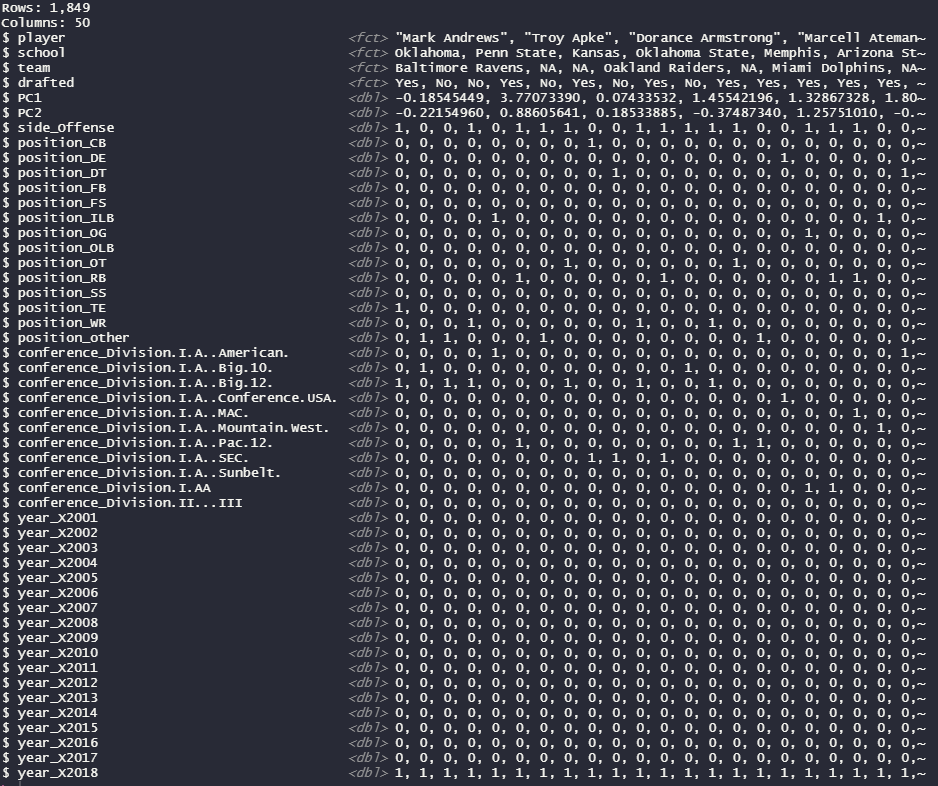 Rows: 1,849
Columns: 50
$ player <fct> "Mark Andrews", "Troy Apke", "Dorance Armstrong", "Marcell Ateman~
$ school <fct> Oklahoma, Penn State, Kansas, Oklahoma State, Memphis, Arizona St~
$ team <fct> Baltimore Ravens, NA, NA, Oakland Raiders, NA, Miami Dolphins, NA~
$ drafted <fct> Yes, No, No, Yes, No, Yes, No, Yes, No, Yes, Yes, Yes, Yes, Yes, ~
$ PC1 <dbl> -0.18545449, 3.77073390, 0.07433532, 1.45542196, 1.32867328, 1.80~
$ PC2 <dbl> -0.22154960, 0.88605641, 0.18533885, -0.37487340, 1.25751010, -0.~
$ side_offense <dbl> 1, 0, 0, 1, 0, 1, 1, 1, 0, 0, 1, 1, 1, 1, 1, 0, 0, 1, 1, 1, 0, 0,~
$ position_CB <dbl> 0, 0, 0, 0, 0, 0, 0, 0, 1, 0, 0, 0, 0, 0, 0, 0, 0, 0, 0, 0, 0, 0,~
$ position_DE <dbl> 0, 0, 0, 0, 0, 0, 0, 0, 0, 0, 0, 0, 0, 0, 0, 0, 1, 0, 0, 0, 0, 0,~
$ position_DT <dbl> 0, 0, 0, 0, 0, 0, 0, 0, 0, 1, 0, 0, 0, 0, 0, 0, 0, 0, 0, 0, 0, 1,~
$ position_FB <dbl> 0, 0, 0, 0, 0, 0, 0, 0, 0, 0, 0, 0, 0, 0, 0, 0, 0, 0, 0, 0, 0, 0,~
$ position_FS <dbl> 0, 0, 0, 0, 0, 0, 0, 0, 0, 0, 0, 0, 0, 0, 0, 0, 0, 0, 0, 0, 0, 0,~
$ position_ILB <dbl> 0, 0, 0, 0, 1, 0, 0, 0, 0, 0, 0, 0, 0, 0, 0, 0, 0, 0, 0, 0, 1, 0,~
$ position_OG <dbl> 0, 0, 0, 0, 0, 0, 0, 0, 0, 0, 0, 0, 0, 0, 0, 0, 0, 1, 0, 0, 0, 0,~
$ position_OLB <dbl> 0, 0, 0, 0, 0, 0, 0, 0, 0, 0, 0, 0, 0, 0, 0, 0, 0, 0, 0, 0, 0, 0,~
$ position_OT <dbl> 0, 0, 0, 0, 0, 0, 0, 1, 0, 0, 0, 0, 0, 0, 1, 0, 0, 0, 0, 0, 0, 0,~
$ position_RB <dbl> 0, 0, 0, 0, 0, 1, 0, 0, 0, 0, 0, 1, 0, 0, 0, 0, 0, 0, 1, 1, 0, 0,~
$ position_SS <dbl> 0, 0, 0, 0, 0, 0, 0, 0, 0, 0, 0, 0, 0, 0, 0, 0, 0, 0, 0, 0, 0, 0,~
$ position_TE <dbl> 1, 0, 0, 0, 0, 0, 0, 0, 0, 0, 0, 0, 0, 0, 0, 0, 0, 0, 0, 0, 0, 0,~
$ position_WR <dbl> 0, 0, 0, 1, 0, 0, 0, 0, 0, 0, 1, 0, 0, 1, 0, 0, 0, 0, 0, 0, 0, 0,~
$ position_other <dbl> 0, 1, 1, 0, 0, 0, 1, 0, 0, 0, 0, 0, 0, 0, 0, 1, 0, 0, 0, 0, 0, 0,~
$ conference_Division.I.A..American. <dbl> 0, 0, 0, 0, 1, 0, 0, 0, 0, 0, 0, 0, 0, 0, 0, 0, 0, 0, 0, 0, 0, 1,~
$ conference_Division.I.A..Big.10. <dbl> 0, 1, 0, 0, 0, 0, 0, 0, 0, 0, 0, 0, 1, 0, 0, 0, 0, 0, 0, 0, 0, 0,~
$ conference_Division.I.A..Big.12. <dbl> 1, 0, 1, 1, 0, 0, 0, 1, 0, 0, 1, 0, 0, 1, 0, 0, 0, 0, 0, 0, 0, 0,~
$ conference_Division.I.A..Conference.USA. <dbl> 0, 0, 0, 0, 0, 0, 0, 0, 0, 0, 0, 0, 0, 0, 0, 0, 1, 0, 0, 0, 0, 0,~
$ conference_Division.I.A..MAC. <dbl> 0, 0, 0, 0, 0, 0, 0, 0, 0, 0, 0, 0, 0, 0, 0, 0, 0, 0, 0, 1, 0, 0,~
$ conference_Division.I.A..Mountain.West. <dbl> 0, 0, 0, 0, 0, 0, 0, 0, 0, 0, 0, 0, 0, 0, 0, 0, 0, 0, 0, 0, 1, 0,~
$ conference_Division.I.A..Pac.12. <dbl> 0, 0, 0, 0, 0, 1, 0, 0, 0, 0, 0, 0, 0, 0, 1, 1, 0, 0, 0, 0, 0, 0,~
$ conference_Division.I.A..SEC. <dbl> 0, 0, 0, 0, 0, 0, 0, 0, 1, 1, 0, 1, 0, 0, 0, 0, 0, 0, 0, 0, 0, 0,~
$ conference_Division.I.A..Sunbelt. <dbl> 0, 0, 0, 0, 0, 0, 0, 0, 0, 0, 0, 0, 0, 0, 0, 0, 0, 0, 0, 0, 0, 0,~
$ conference_Division.I.AA <dbl> 0, 0, 0, 0, 0, 0, 0, 0, 0, 0, 0, 0, 0, 0, 0, 0, 0, 1, 1, 0, 0, 0,~
$ conference_Division.II...III <dbl> 0, 0, 0, 0, 0, 0, 0, 0, 0, 0, 0, 0, 0, 0, 0, 0, 0, 0, 0, 0, 0, 0,~
$ year_X2001 <dbl> 0, 0, 0, 0, 0, 0, 0, 0, 0, 0, 0, 0, 0, 0, 0, 0, 0, 0, 0, 0, 0, 0,~
$ year_X2002 <dbl> 0, 0, 0, 0, 0, 0, 0, 0, 0, 0, 0, 0, 0, 0, 0, 0, 0, 0, 0, 0, 0, 0,~
$ year_X2003 <dbl> 0, 0, 0, 0, 0, 0, 0, 0, 0, 0, 0, 0, 0, 0, 0, 0, 0, 0, 0, 0, 0, 0,~
$ year_X2004 <dbl> 0, 0, 0, 0, 0, 0, 0, 0, 0, 0, 0, 0, 0, 0, 0, 0, 0, 0, 0, 0, 0, 0,~
$ year_X2005 <dbl> 0, 0, 0, 0, 0, 0, 0, 0, 0, 0, 0, 0, 0, 0, 0, 0, 0, 0, 0, 0, 0, 0,~
$ year_X2006 <dbl> 0, 0, 0, 0, 0, 0, 0, 0, 0, 0, 0, 0, 0, 0, 0, 0, 0, 0, 0, 0, 0, 0,~
$ year_X2007 <dbl> 0, 0, 0, 0, 0, 0, 0, 0, 0, 0, 0, 0, 0, 0, 0, 0, 0, 0, 0, 0, 0, 0,~
$ year_X2008 <dbl> 0, 0, 0, 0, 0, 0, 0, 0, 0, 0, 0, 0, 0, 0, 0, 0, 0, 0, 0, 0, 0, 0,~
$ year_X2009 <dbl> 0, 0, 0, 0, 0, 0, 0, 0, 0, 0, 0, 0, 0, 0, 0, 0, 0, 0, 0, 0, 0, 0,~
$ year_X2010 <dbl> 0, 0, 0, 0, 0, 0, 0, 0, 0, 0, 0, 0, 0, 0, 0, 0, 0, 0, 0, 0, 0, 0,~
$ year_X2011 <dbl> 0, 0, 0, 0, 0, 0, 0, 0, 0, 0, 0, 0, 0, 0, 0, 0, 0, 0, 0, 0, 0, 0,~
$ year_X2012 <dbl> 0, 0, 0, 0, 0, 0, 0, 0, 0, 0, 0, 0, 0, 0, 0, 0, 0, 0, 0, 0, 0, 0,~
$ year_X2013 <dbl> 0, 0, 0, 0, 0, 0, 0, 0, 0, 0, 0, 0, 0, 0, 0, 0, 0, 0, 0, 0, 0, 0,~
$ year_X2014 <dbl> 0, 0, 0, 0, 0, 0, 0, 0, 0, 0, 0, 0, 0, 0, 0, 0, 0, 0, 0, 0, 0, 0,~
$ year_X2015 <dbl> 0, 0, 0, 0, 0, 0, 0, 0, 0, 0, 0, 0, 0, 0, 0, 0, 0, 0, 0, 0, 0, 0,~
$ year_X2016 <dbl> 0, 0, 0, 0, 0, 0, 0, 0, 0, 0, 0, 0, 0, 0, 0, 0, 0, 0, 0, 0, 0, 0,~
$ year_X2017 <dbl> 0, 0, 0, 0, 0, 0, 0, 0, 0, 0, 0, 0, 0, 0, 0, 0, 0, 0, 0, 0, 0, 0,~
$ year_X2018 <dbl> 1, 1, 1, 1, 1, 1, 1, 1, 1, 1, 1, 1, 1, 1, 1, 1, 1, 1, 1, 1, 1, 1,~